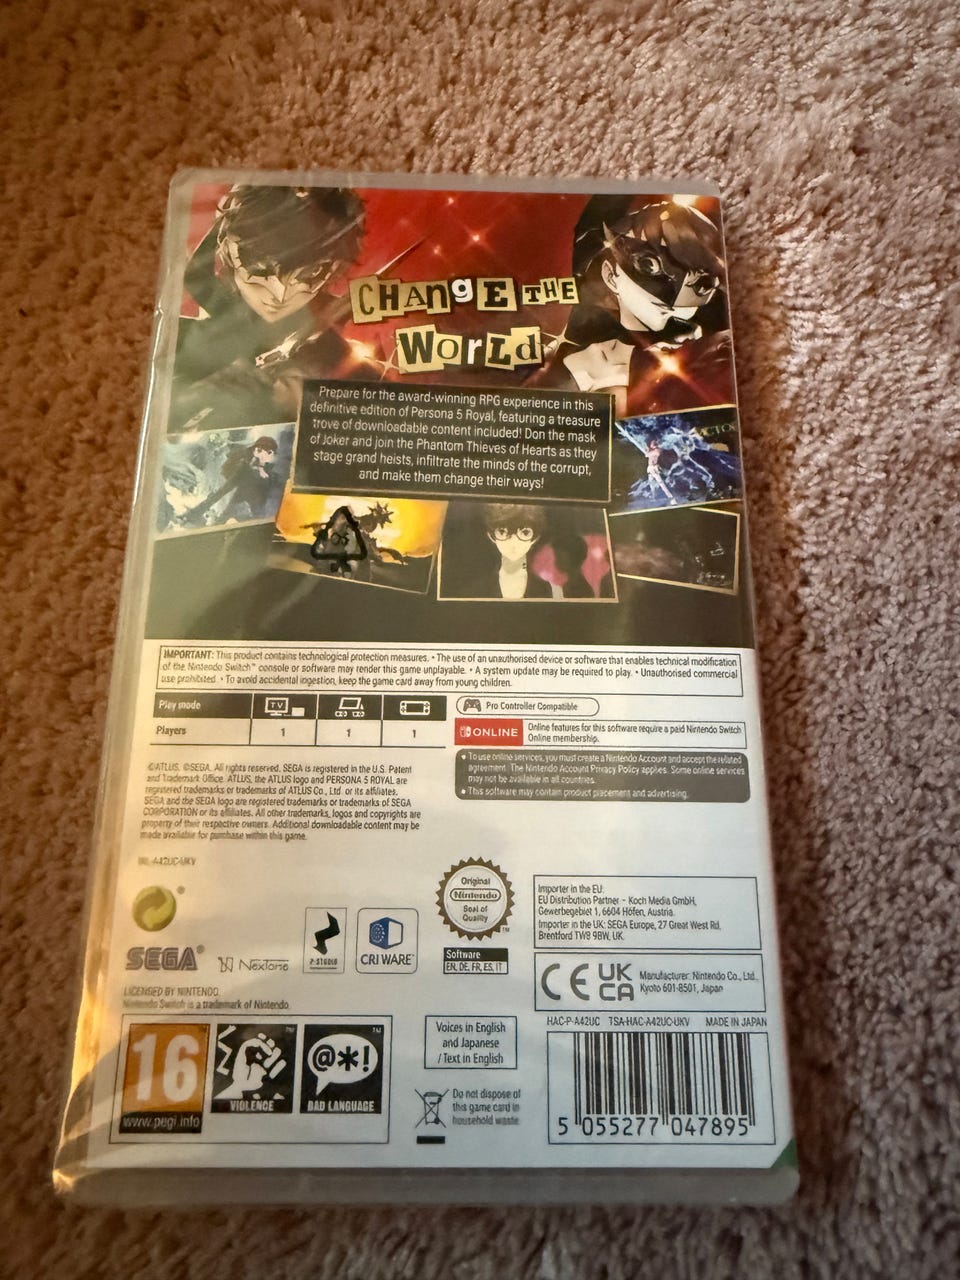 CHANgE THE
WorLd
Prepare for the award-winning RPG experience in this
definitive edition of Persona 5 Royal, featuring a treasure
trove of downloadable content included! Don the mask
of Joker and join the Phantom Thieves of Hearts as they
stage grand heists, infiltrate the minds of the corrupt,
and make them change their ways!
IMPORTANT: This product contains technological protection measures. • The use of an unauthorised device or software that enables technical modification
of the Nintendo Switch™ console or software may render this game unplayable. • A system update may be required to play. • Unauthorised commercial
use prohibited. • To avoid accidental ingestion, keep the game card away from young children.
Play mode
TV
Players
1
1
1
Pro Controller Compatible
ONLINE
Online features for this software require a paid Nintendo Switch
Online membership.
• To use online services, you must create a Nintendo Account and accept the related
agreement. The Nintendo Account Privacy Policy applies. Some online services
may not be available in all countries.
• This software may contain product placement and advertising.
©ATLUS. ©SEGA. All rights reserved. SEGA is registered in the U.S. Patent
and Trademark Office. ATLUS, the ATLUS logo and PERSONA 5 ROYAL are
registered trademarks or trademarks of ATLUS Co., Ltd. or its affiliates.
SEGA and the SEGA logo are registered trademarks or trademarks of SEGA
CORPORATION or its affiliates. All other trademarks, logos and copyrights are
property of their respective owners. Additional downloadable content may be
made available for purchase within this game.
INL-A42UC-UKV
SEGA®
NexTone
P-STUDIO
CRIWARE™
Original
Nintendo
Seal of
Quality
TM
Software
EN, DE, FR, ES, IT
Importer in the EU:
EU Distribution Partner - Koch Media GmbH,
Gewerbegebiet 1, 6604 Höfen, Austria.
Importer in the UK: SEGA Europe, 27 Great West Rd,
Brentford TW8 9BW, UK.
CE
UK
CA
Manufacturer: Nintendo Co., Ltd.,
Kyoto 601-8501, Japan
LICENSED BY NINTENDO.
Nintendo Switch is a trademark of Nintendo.
16
www.pegi.info
VIOLENCE
@*!
BAD LANGUAGE
Voices in English
and Japanese
/ Text in English
Do not dispose of
this game card in
household waste
HAC-P-A42UC TSA-HAC-A42UC-UKV MADE IN JAPAN
5 055277 047895